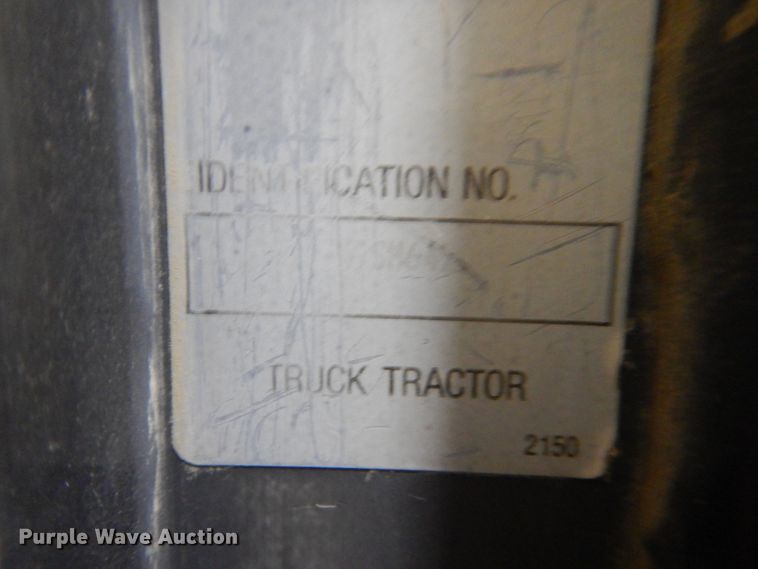 IDENTIFICATION NO.
TRUCK TRACTOR
2150
Purple Wave Auction